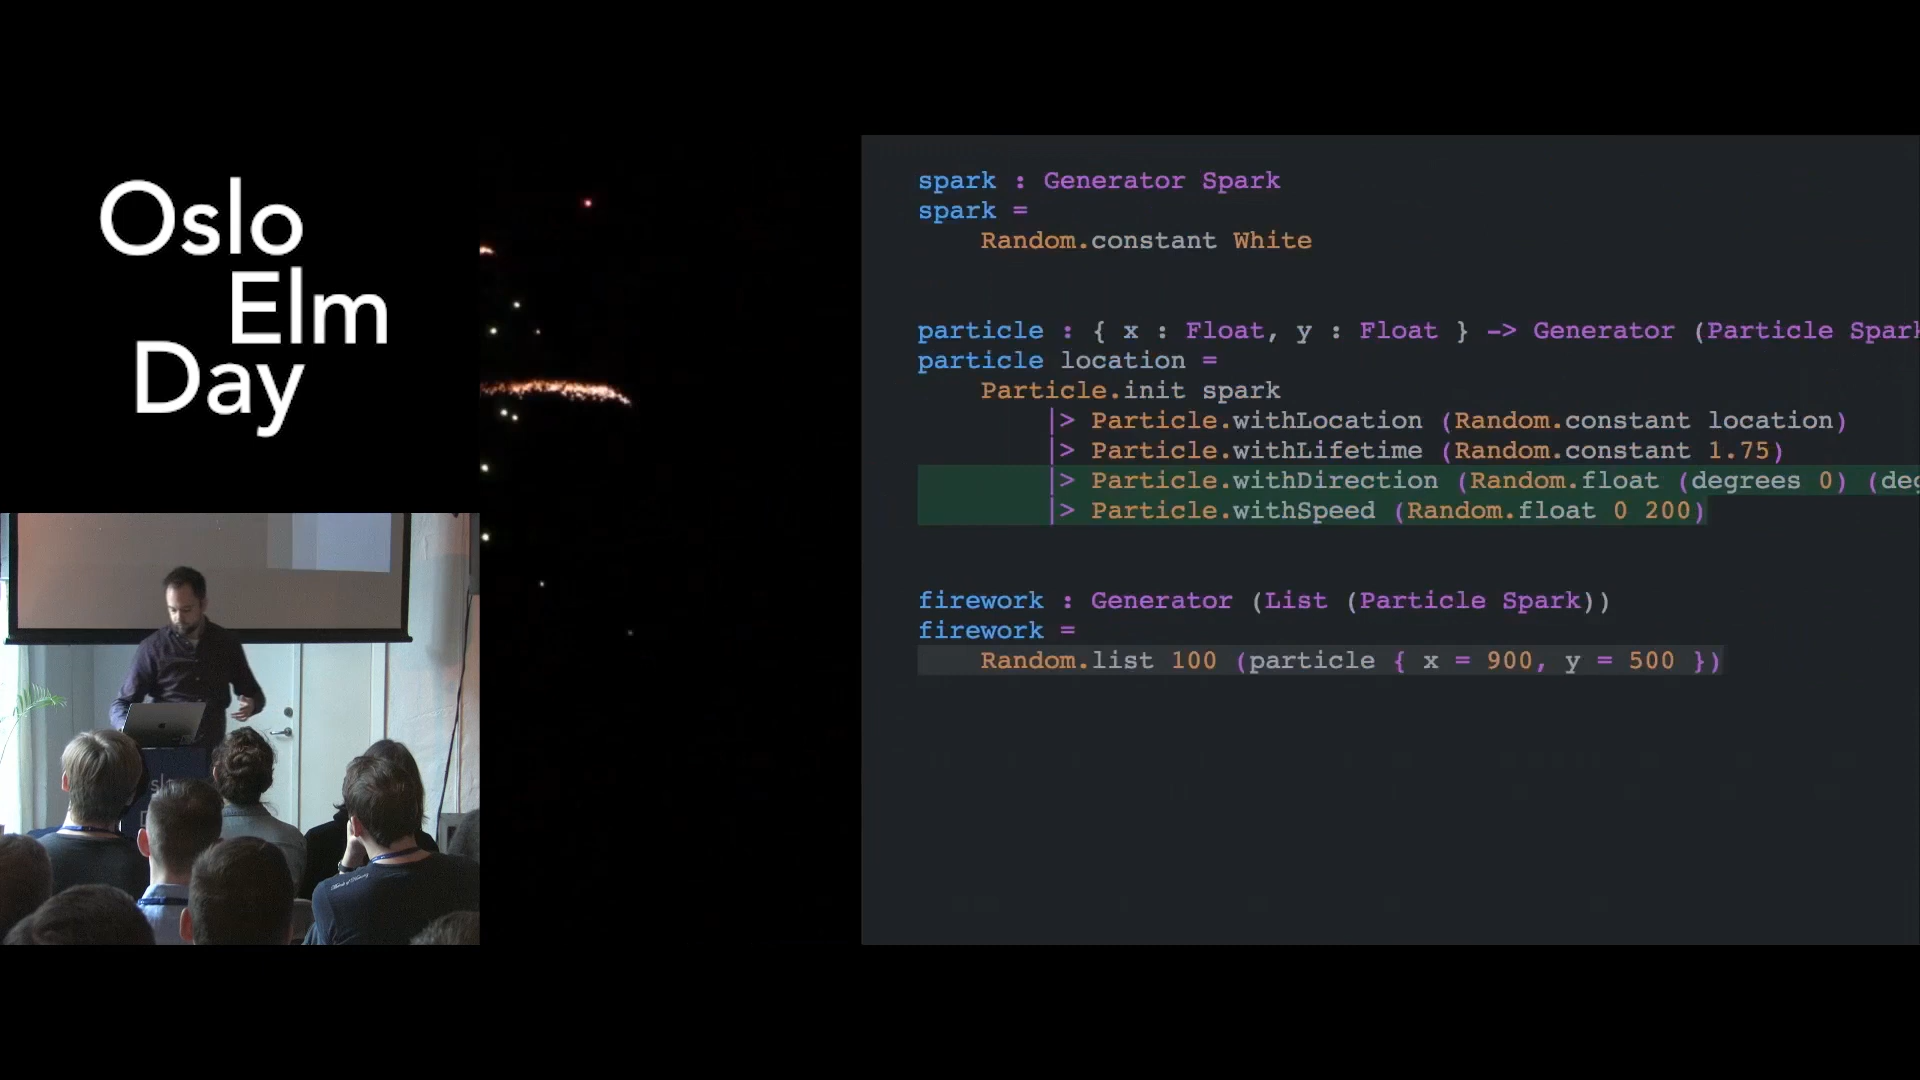 Oslo
Elm
Day
spark : Generator Spark
spark =
    Random.constant White
particle : { x : Float, y : Float } -> Generator (Particle Spark
particle location =
    Particle.init spark
        |> Particle.withLocation (Random.constant location)
        |> Particle.withLifetime (Random.constant 1.75)
        |> Particle.withDirection (Random.float (degrees 0) (deg
        |> Particle.withSpeed (Random.float 0 200)
firework : Generator (List (Particle Spark))
firework =
    Random.list 100 (particle { x = 900, y = 500 })